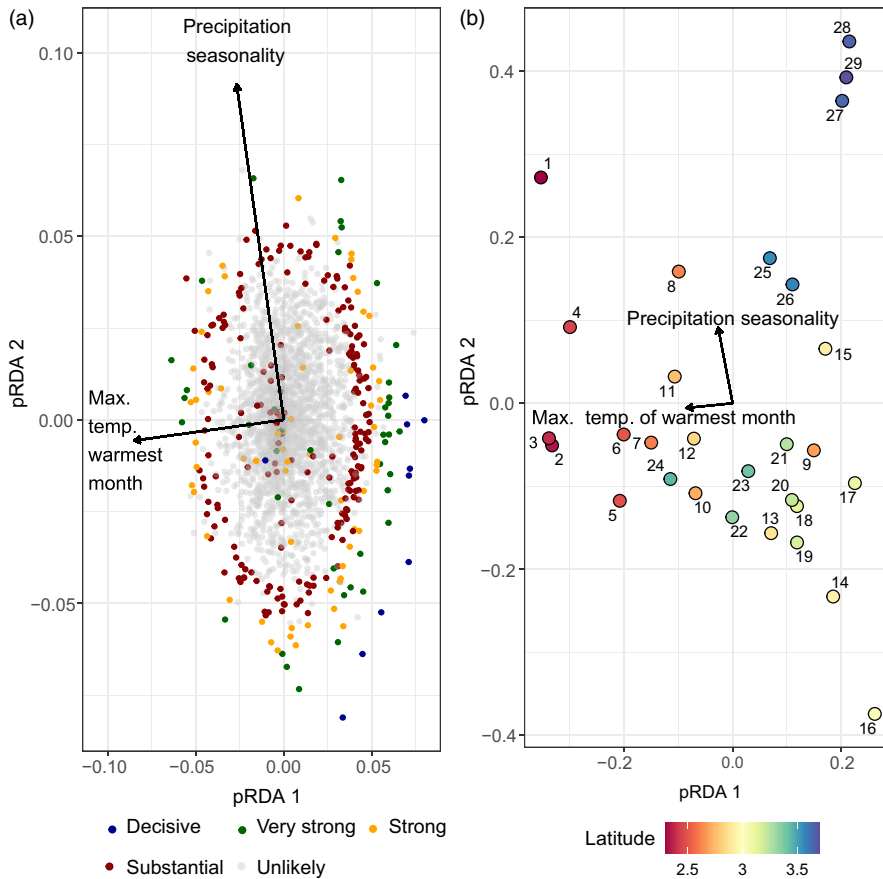 (a)
Precipitation
seasonality
0.10
0.05
0.00
−0.05
pRDA 2
Max.
temp.
warmest
month
−0.10
−0.05
0.00
0.05
pRDA 1
Decisive
Very strong
Strong
Substantial
Unlikely
(b)
28
29
27
1
25
26
8
4
Precipitation seasonality
15
11
Max. temp. of warmest month
3
2
6
7
12
21
9
24
23
20
17
5
10
18
22
13
19
14
16
0.4
0.2
0.0
−0.2
−0.4
pRDA 2
−0.2
0.0
0.2
pRDA 1
Latitude
2.5
3
3.5